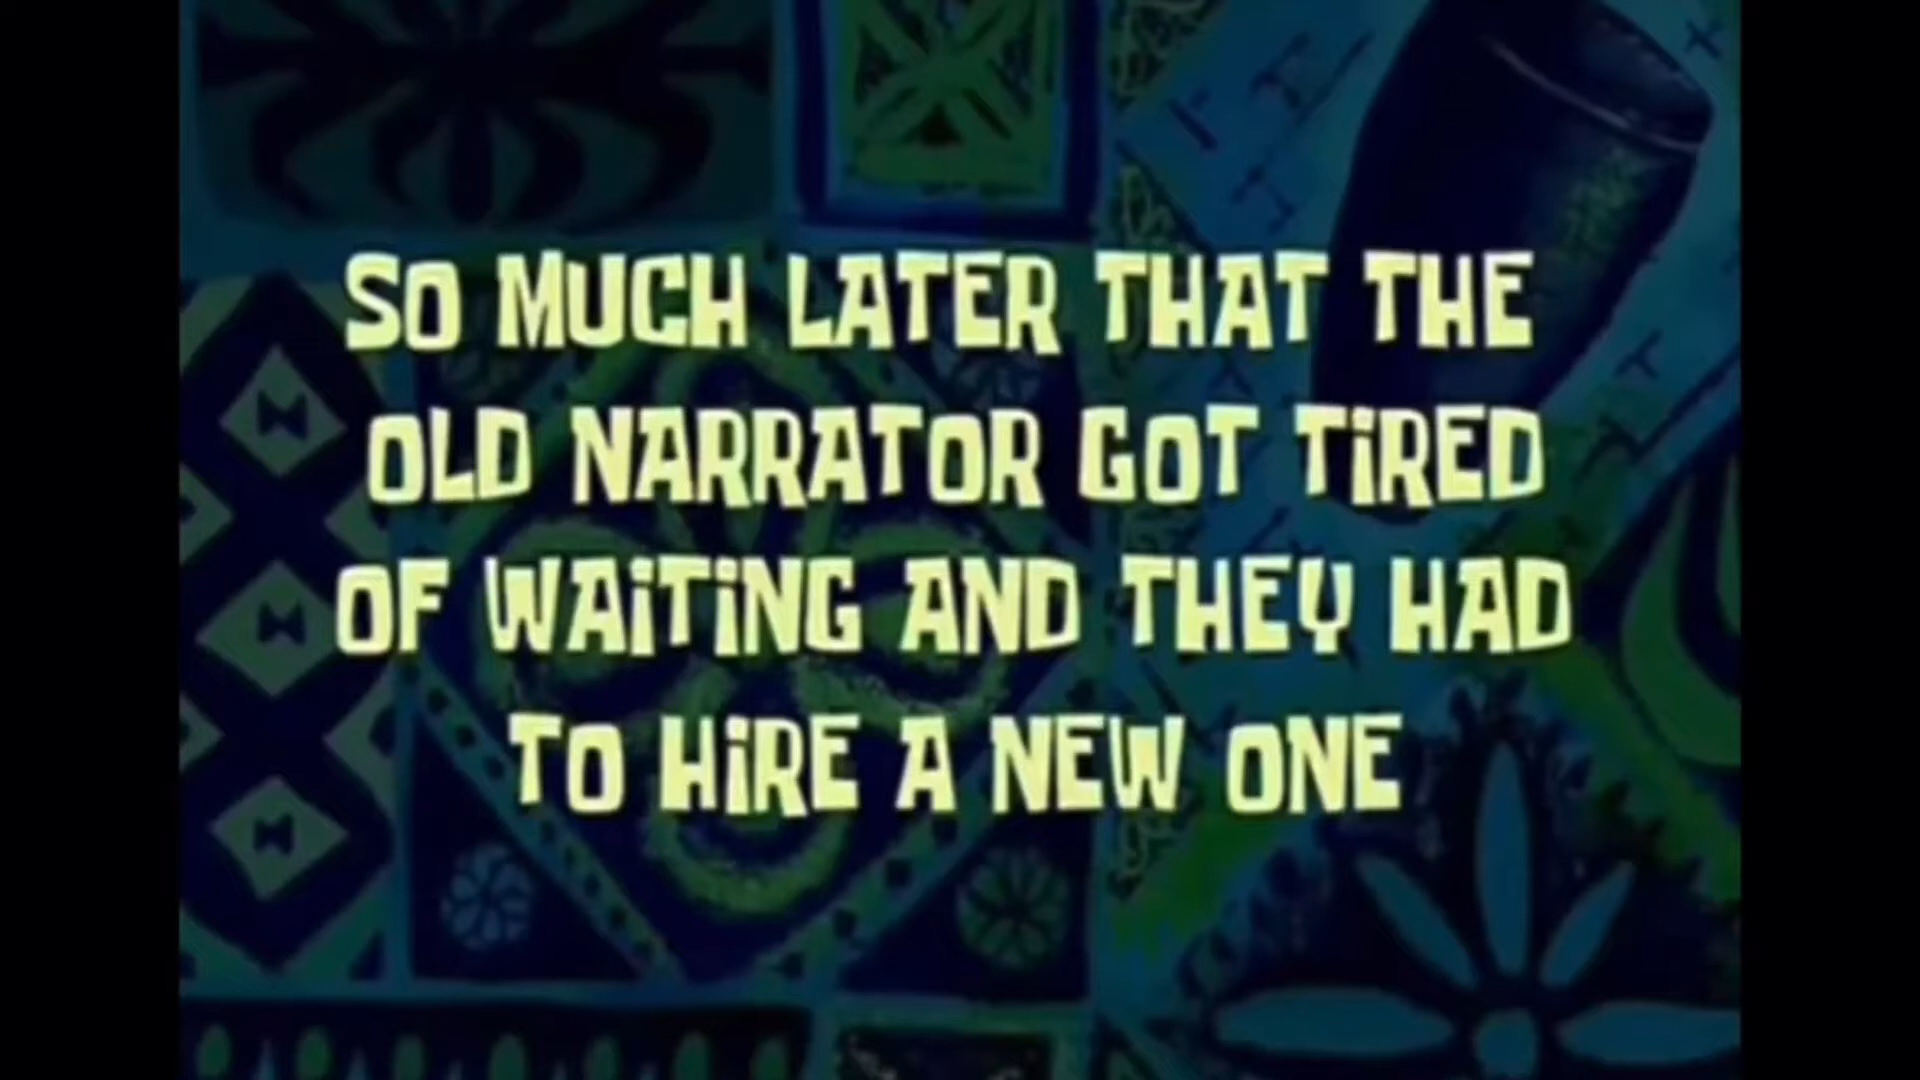 SO MUCH LATER THAT THE
OLD NARRATOR GOT TiRED
OF WAiTiNG AND THEY HAD
TO HiRE A NEW ONE